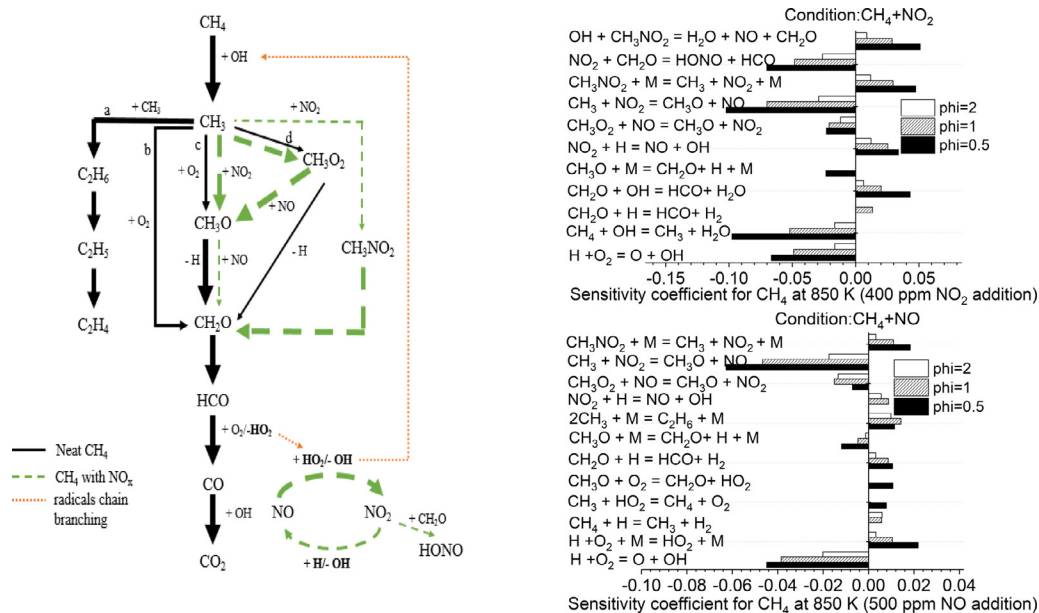 CH₄
+ OH
a
+ CH₃
CH₃
+ NO₂
b
c
d
C₂H₆
+ O₂
+ NO₂
CH₃O₂
+ NO
+ O₂
CH₃O
C₂H₅
CH₃NO₂
- H
+ NO
- H
C₂H₄
CH₂O
HCO
+ O₂/-HO₂
Neat CH₄
CH₄ with NOₓ
radicals chain
branching
+ HO₂/- OH
CO
NO
NO₂
+ CH₂O
HONO
+ OH
+ H/- OH
CO₂
Condition:CH₄+NO₂
OH + CH₃NO₂ = H₂O + NO + CH₂O
NO₂ + CH₂O = HONO + HCO
CH₃NO₂ + M = CH₃ + NO₂ + M
CH₃ + NO₂ = CH₃O + NO
CH₃O₂ + NO = CH₃O + NO₂
NO₂ + H = NO + OH
CH₃O + M = CH₂O+ H + M
CH₂O + OH = HCO+ H₂O
CH₂O + H = HCO+ H₂
CH₄ + OH = CH₃ + H₂O
H +O₂ = O + OH
phi=2
phi=1
phi=0.5
-0.15 -0.10 -0.05 0.00 0.05
Sensitivity coefficient for CH₄ at 850 K (400 ppm NO₂ addition)
Condition:CH₄+NO
CH₃NO₂ + M = CH₃ + NO₂ + M
CH₃ + NO₂ = CH₃O + NO
CH₃O₂ + NO = CH₃O + NO₂
NO₂ + H = NO + OH
2CH₃ + M = C₂H₆ + M
CH₃O + M = CH₂O+ H + M
CH₂O + H = HCO+ H₂
CH₃O + O₂ = CH₂O+ HO₂
CH₃ + HO₂ = CH₄ + O₂
CH₄ + H = CH₃ + H₂
H +O₂ + M = HO₂ + M
H +O₂ = O + OH
phi=2
phi=1
phi=0.5
-0.10 -0.08 -0.06 -0.04 -0.02 0.00 0.02 0.04
Sensitivity coefficient for CH₄ at 850 K (500 ppm NO addition)